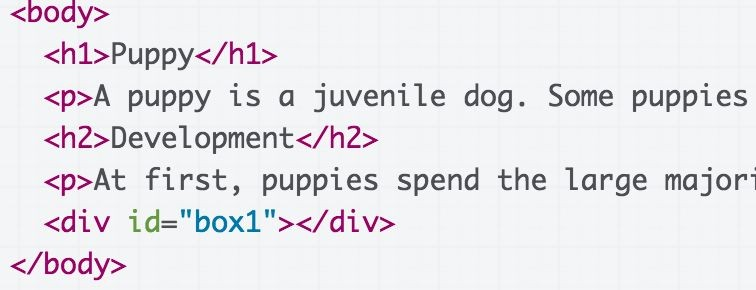 <body>
<h1>Puppy</h1>
<p>A puppy is a juvenile dog. Some puppies
<h2>Development</h2>
<p>At first, puppies spend the large majori
<div id="box1"></div>
</body>